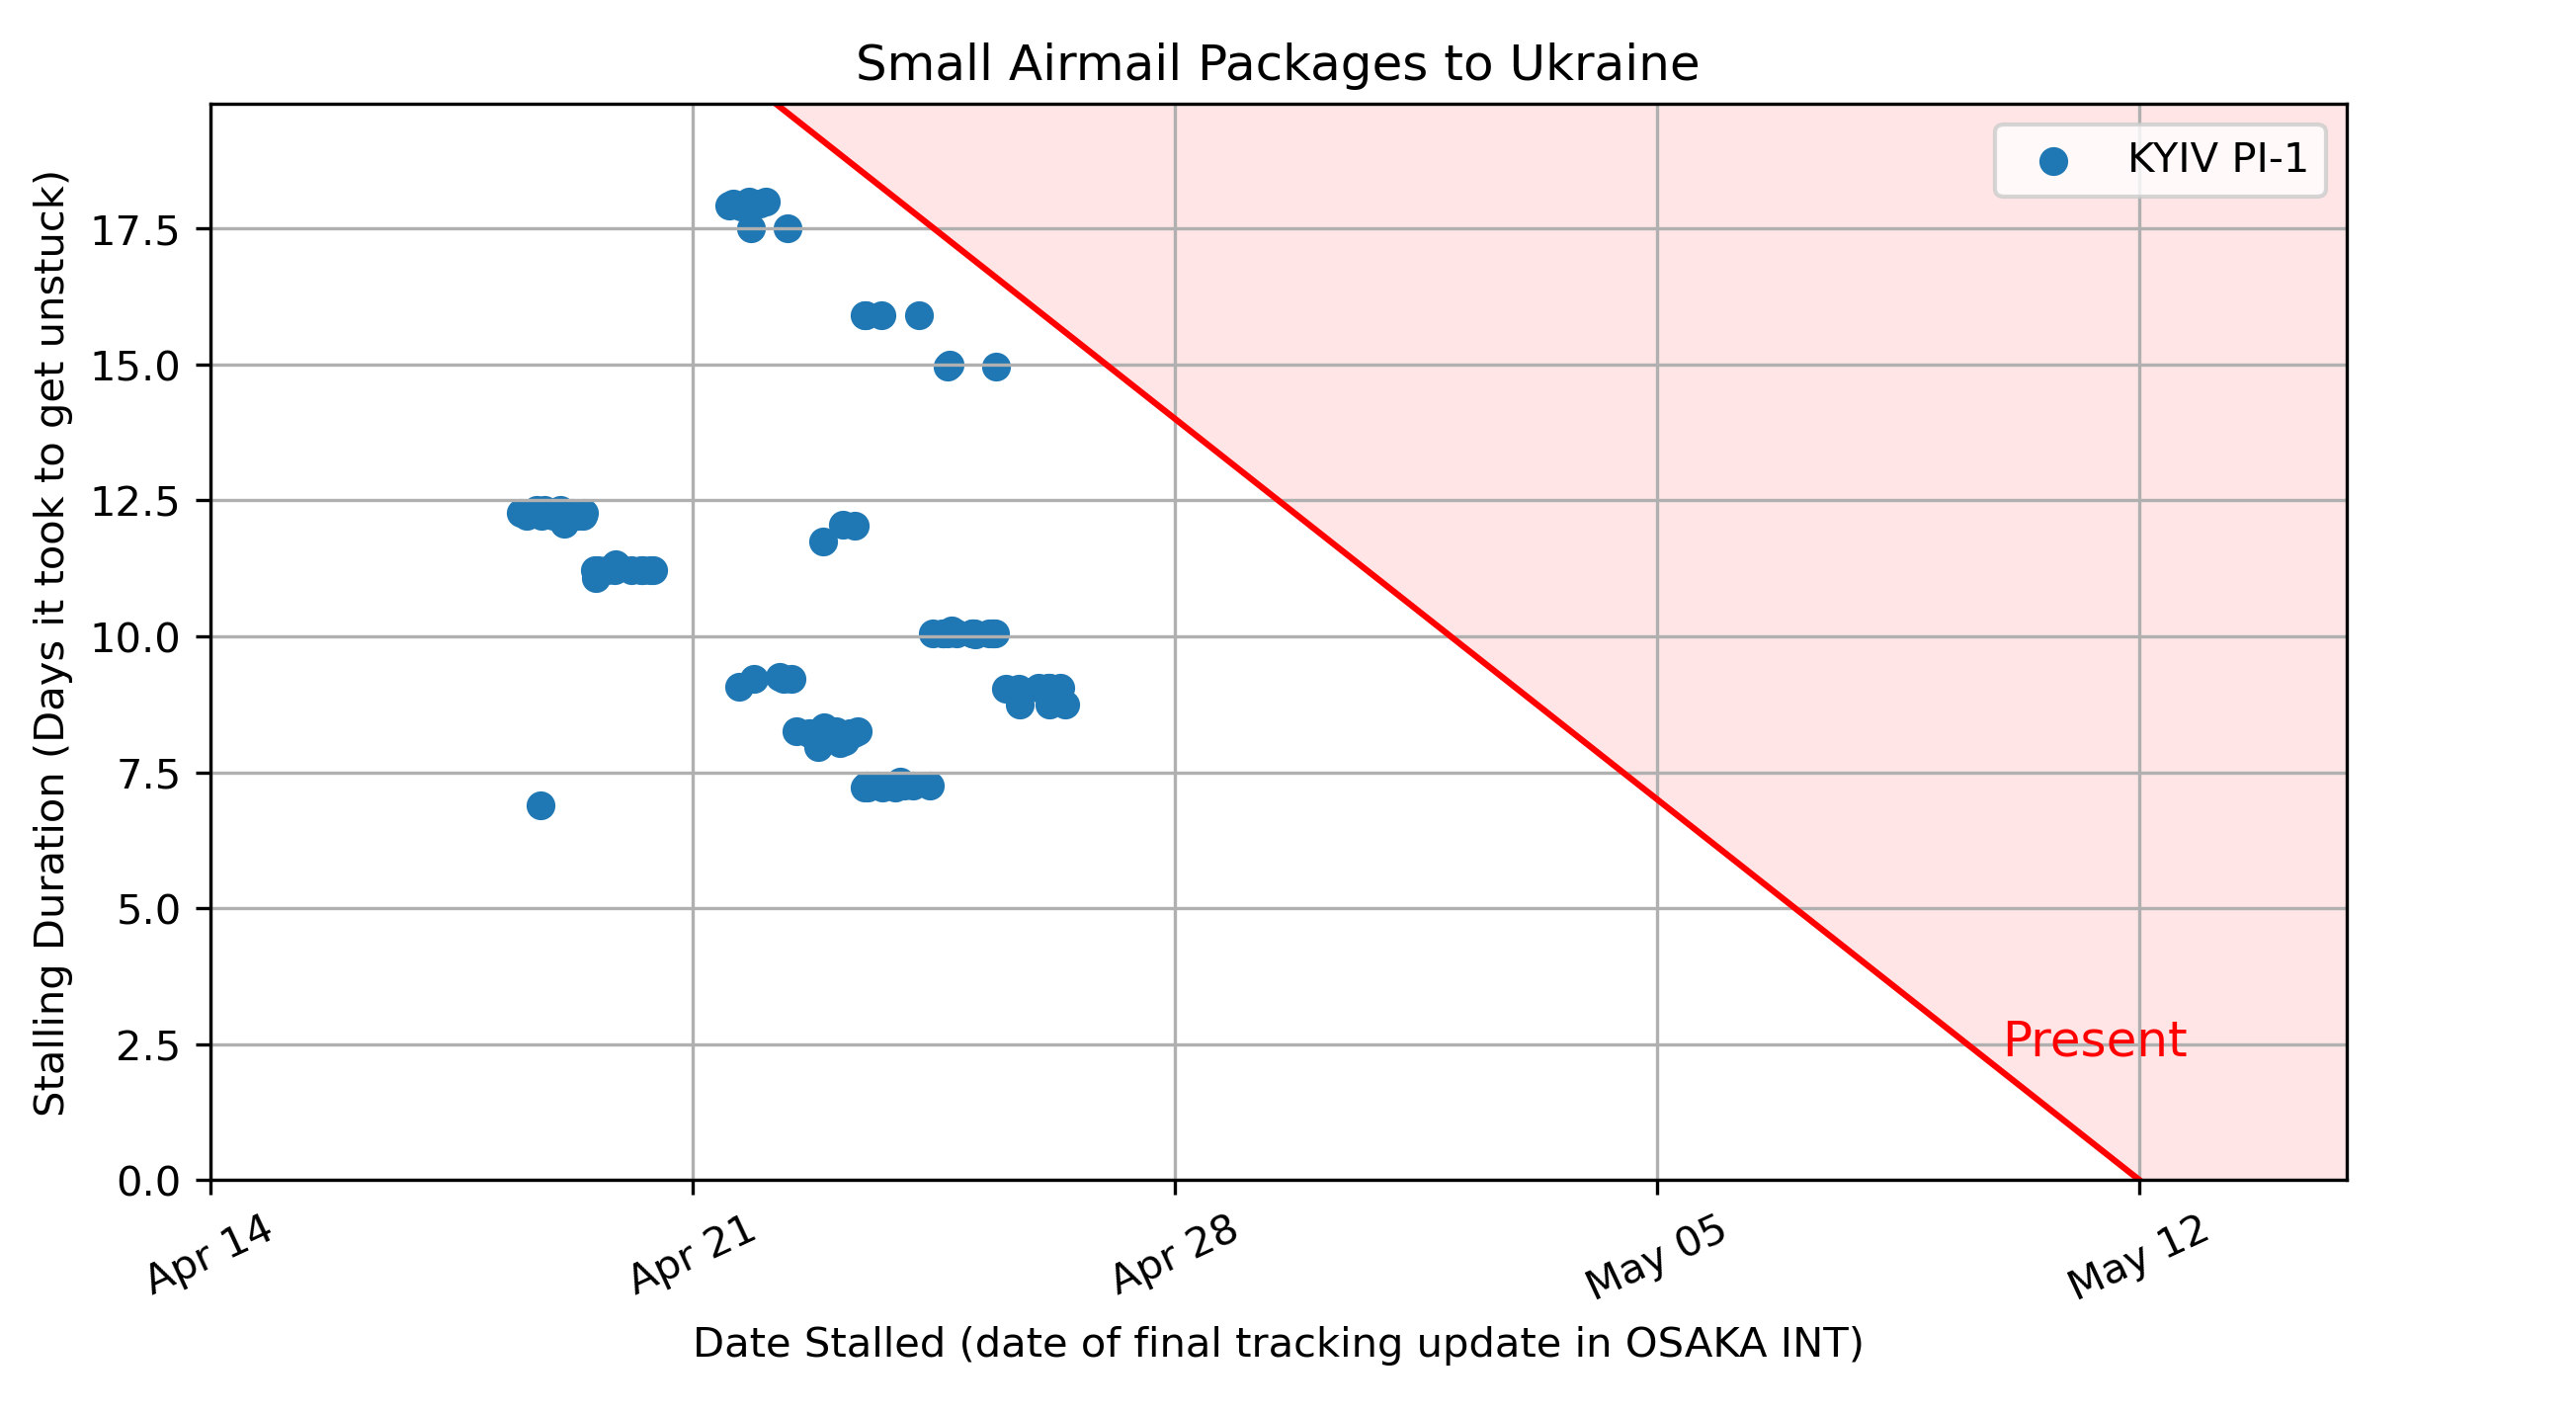 Small Airmail Packages to Ukraine
KYIV PI-1
Stalling Duration (Days it took to get unstuck)
17.5
15.0
12.5
10.0
7.5
5.0
2.5
0.0
Present
Apr 14
Apr 21
Apr 28
May 05
May 12
Date Stalled (date of final tracking update in OSAKA INT)